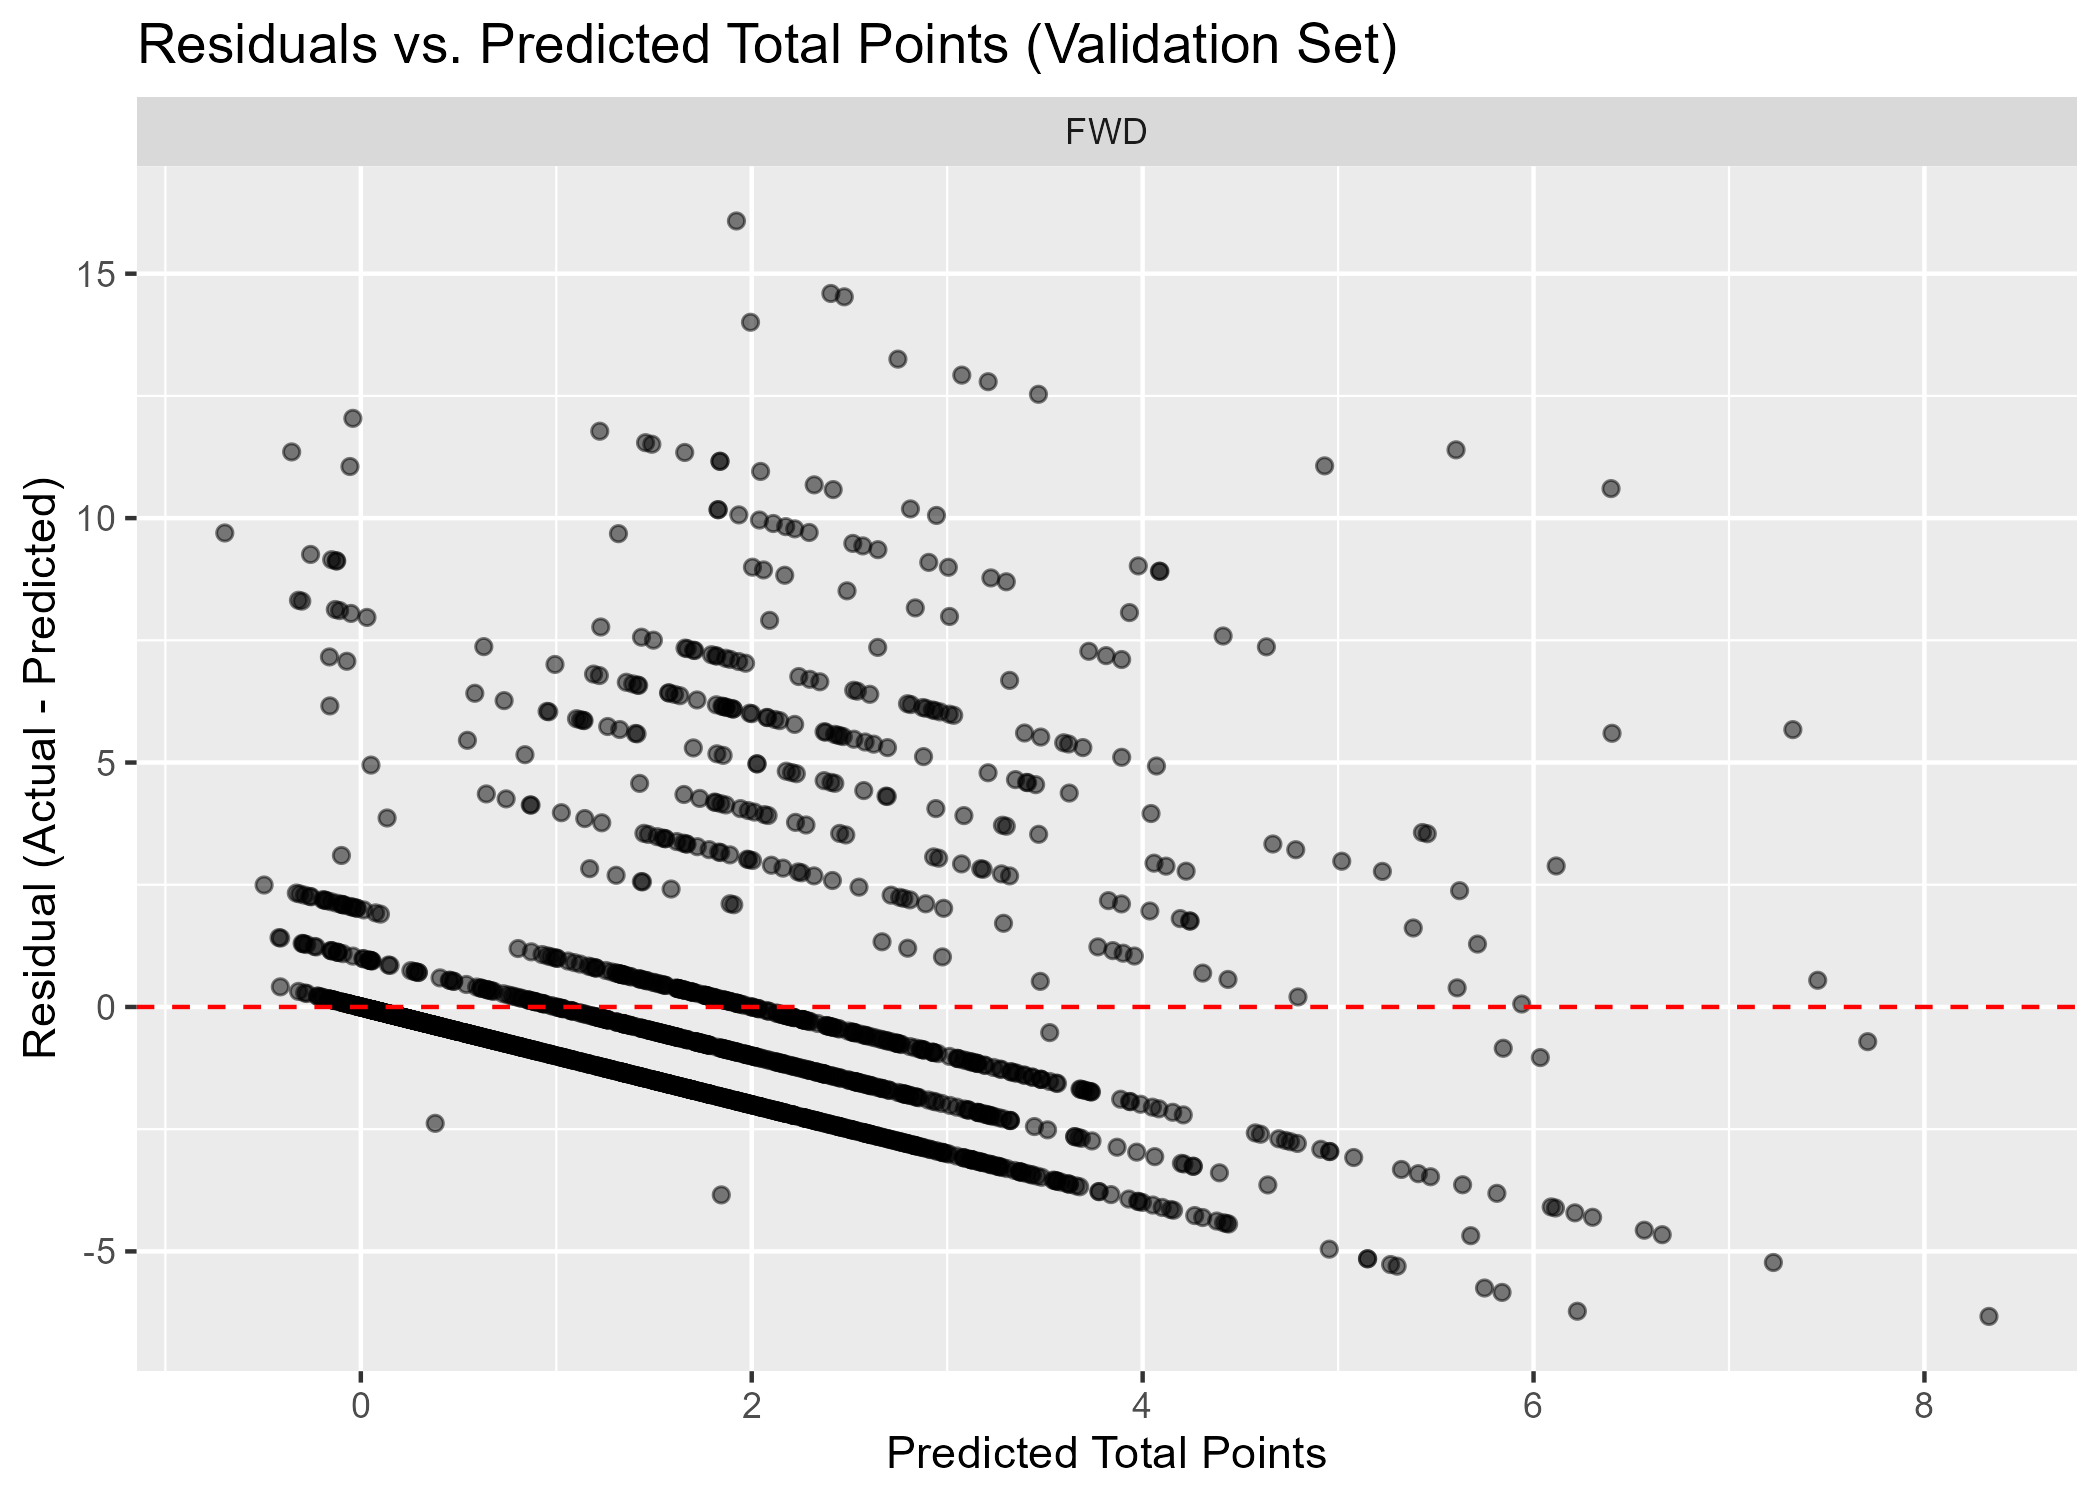 Residuals vs. Predicted Total Points (Validation Set)
FWD
Residual (Actual - Predicted)
15
10
5
0
-5
0 2 4 6 8
Predicted Total Points